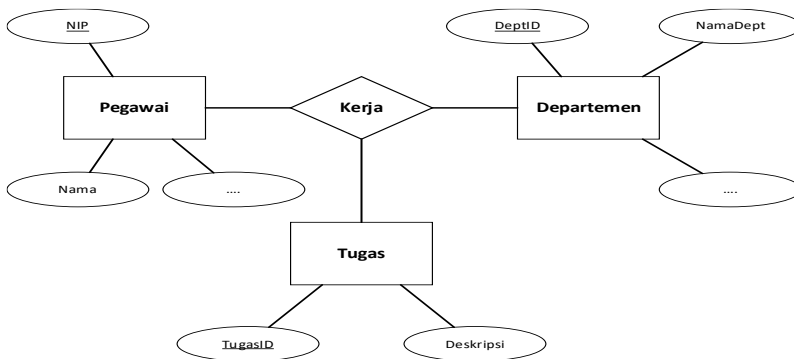 NIP
DeptID
NamaDept
Pegawai
Kerja
Departemen
Nama
....
....
Tugas
TugasID
Deskripsi